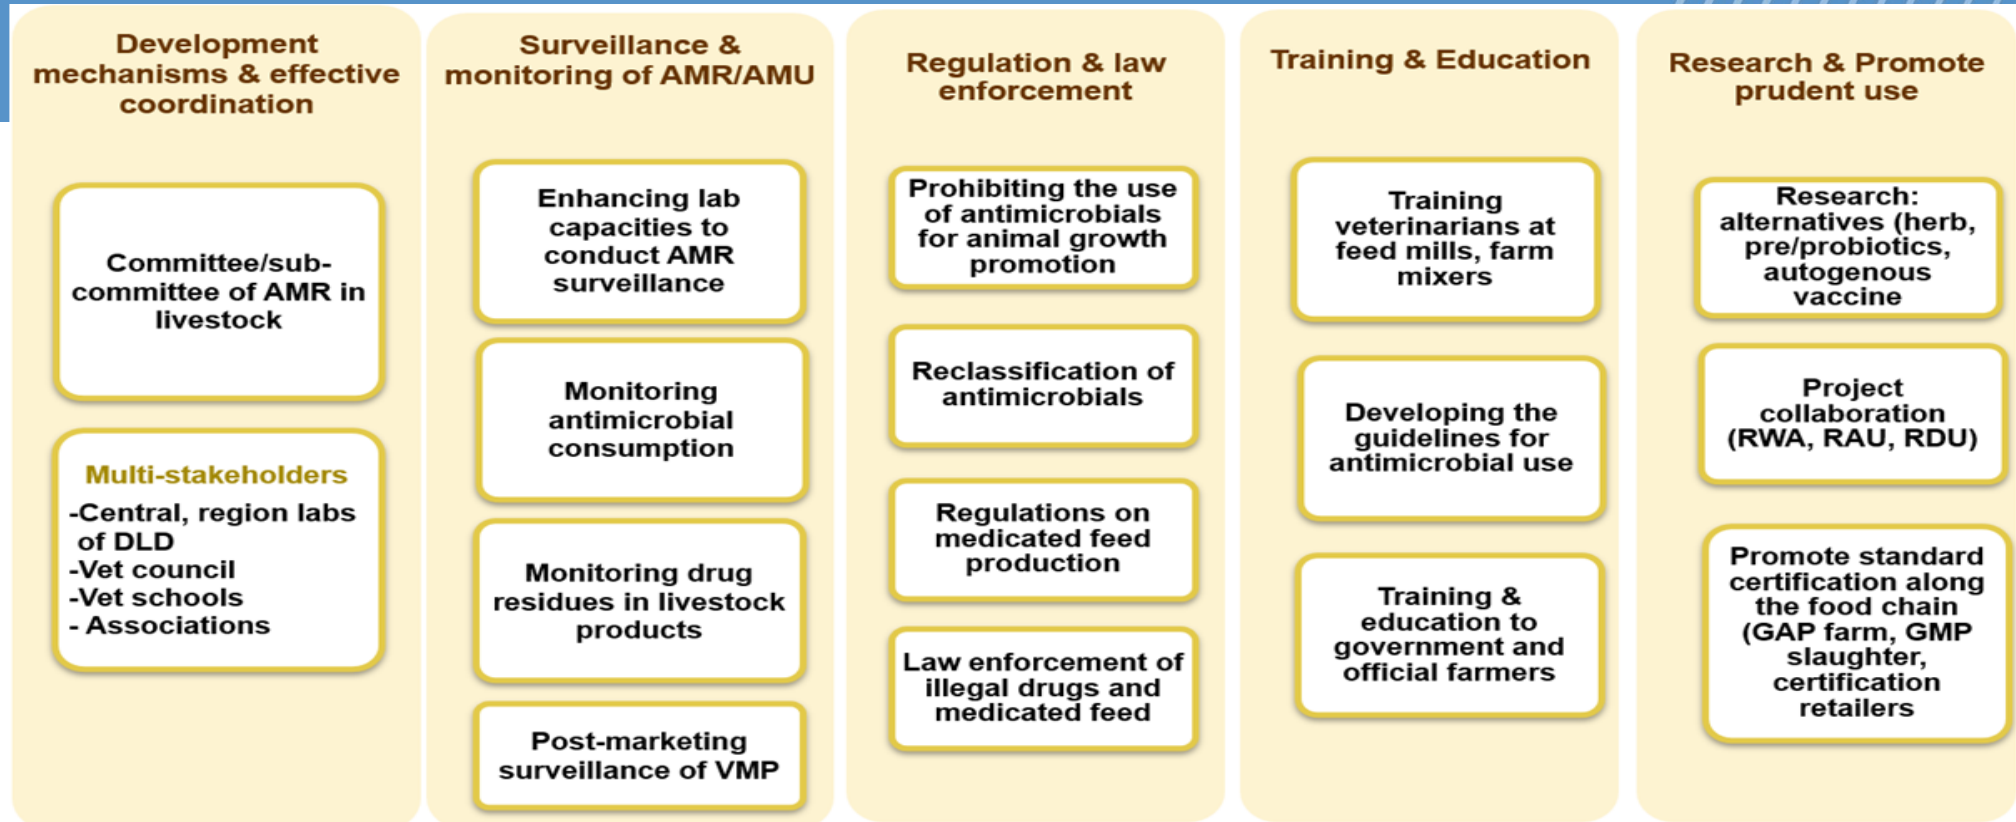 Development
mechanisms & effective
coordination
Committee/sub-
committee of AMR in
livestock
Multi-stakeholders
-Central, region labs
of DLD
-Vet council
-Vet schools
- Associations
Surveillance &
monitoring of AMR/AMU
Enhancing lab
capacities to
conduct AMR
surveillance
Monitoring
antimicrobial
consumption
Monitoring drug
residues in livestock
products
Post-marketing
surveillance of VMP
Regulation & law
enforcement
Prohibiting the use
of antimicrobials
for animal growth
promotion
Reclassification of
antimicrobials
Regulations on
medicated feed
production
Law enforcement of
illegal drugs and
medicated feed
Training & Education
Training
veterinarians at
feed mills, farm
mixers
Developing the
guidelines for
antimicrobial use
Training &
education to
government and
official farmers
Research & Promote
prudent use
Research:
alternatives (herb,
pre/probiotics,
autogenous
vaccine
Project
collaboration
(RWA, RAU, RDU)
Promote standard
certification along
the food chain
(GAP farm, GMP
slaughter,
certification
retailers